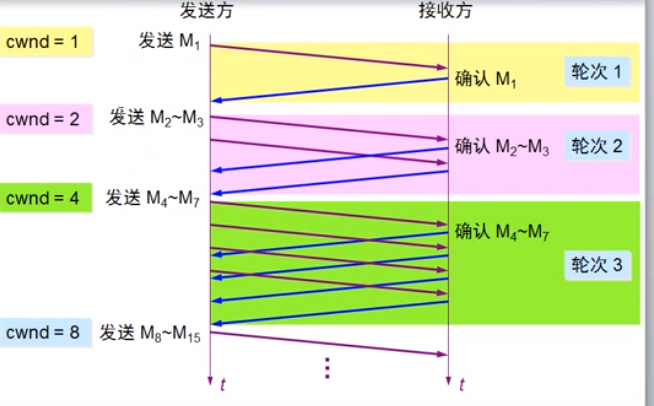 发送方 接收方
cwnd = 1 发送 M1
确认 M1 轮次 1
cwnd = 2 发送 M2~M3
确认 M2~M3 轮次 2
cwnd = 4 发送 M4~M7
确认 M4~M7
轮次 3
cwnd = 8 发送 M8~M15
⋮
t t